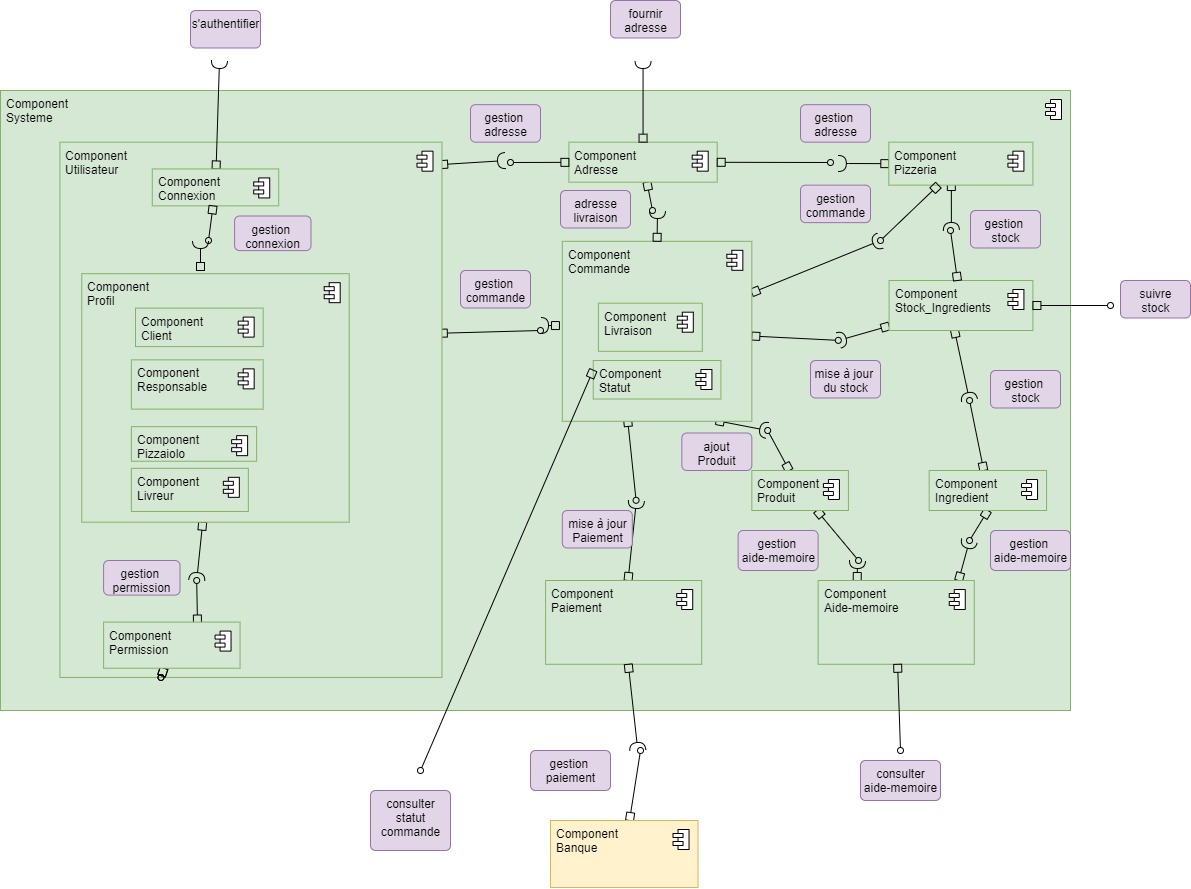 s'authentifier
fournir
adresse
Component
Systeme
gestion
adresse
gestion
adresse
Component
Utilisateur
Component
Adresse
Component
Pizzeria
Component
Connexion
adresse
livraison
gestion
commande
gestion
connexion
gestion
stock
Component
Commande
Component
Profil
gestion
commande
Component
Stock_Ingredients
suivre
stock
Component
Client
Component
Livraison
Component
Responsable
Component
Statut
mise à jour
du stock
gestion
stock
Component
Pizzaiolo
ajout
Produit
Component
Livreur
Component
Produit
Component
Ingredient
mise à jour
Paiement
gestion
aide-memoire
gestion
aide-memoire
gestion
permission
Component
Paiement
Component
Aide-memoire
Component
Permission
gestion
paiement
consulter
aide-memoire
consulter
statut
commande
Component
Banque